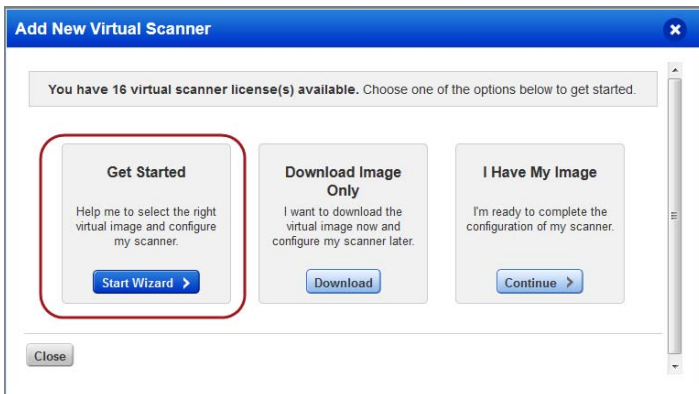 Add New Virtual Scanner
You have 16 virtual scanner license(s) available. Choose one of the options below to get started.
Get Started
Help me to select the right
virtual image and configure
my scanner.
Start Wizard
Download Image
Only
I want to download the
virtual image now and
configure my scanner later.
Download
I Have My Image
I'm ready to complete the
configuration of my scanner.
Continue
Close